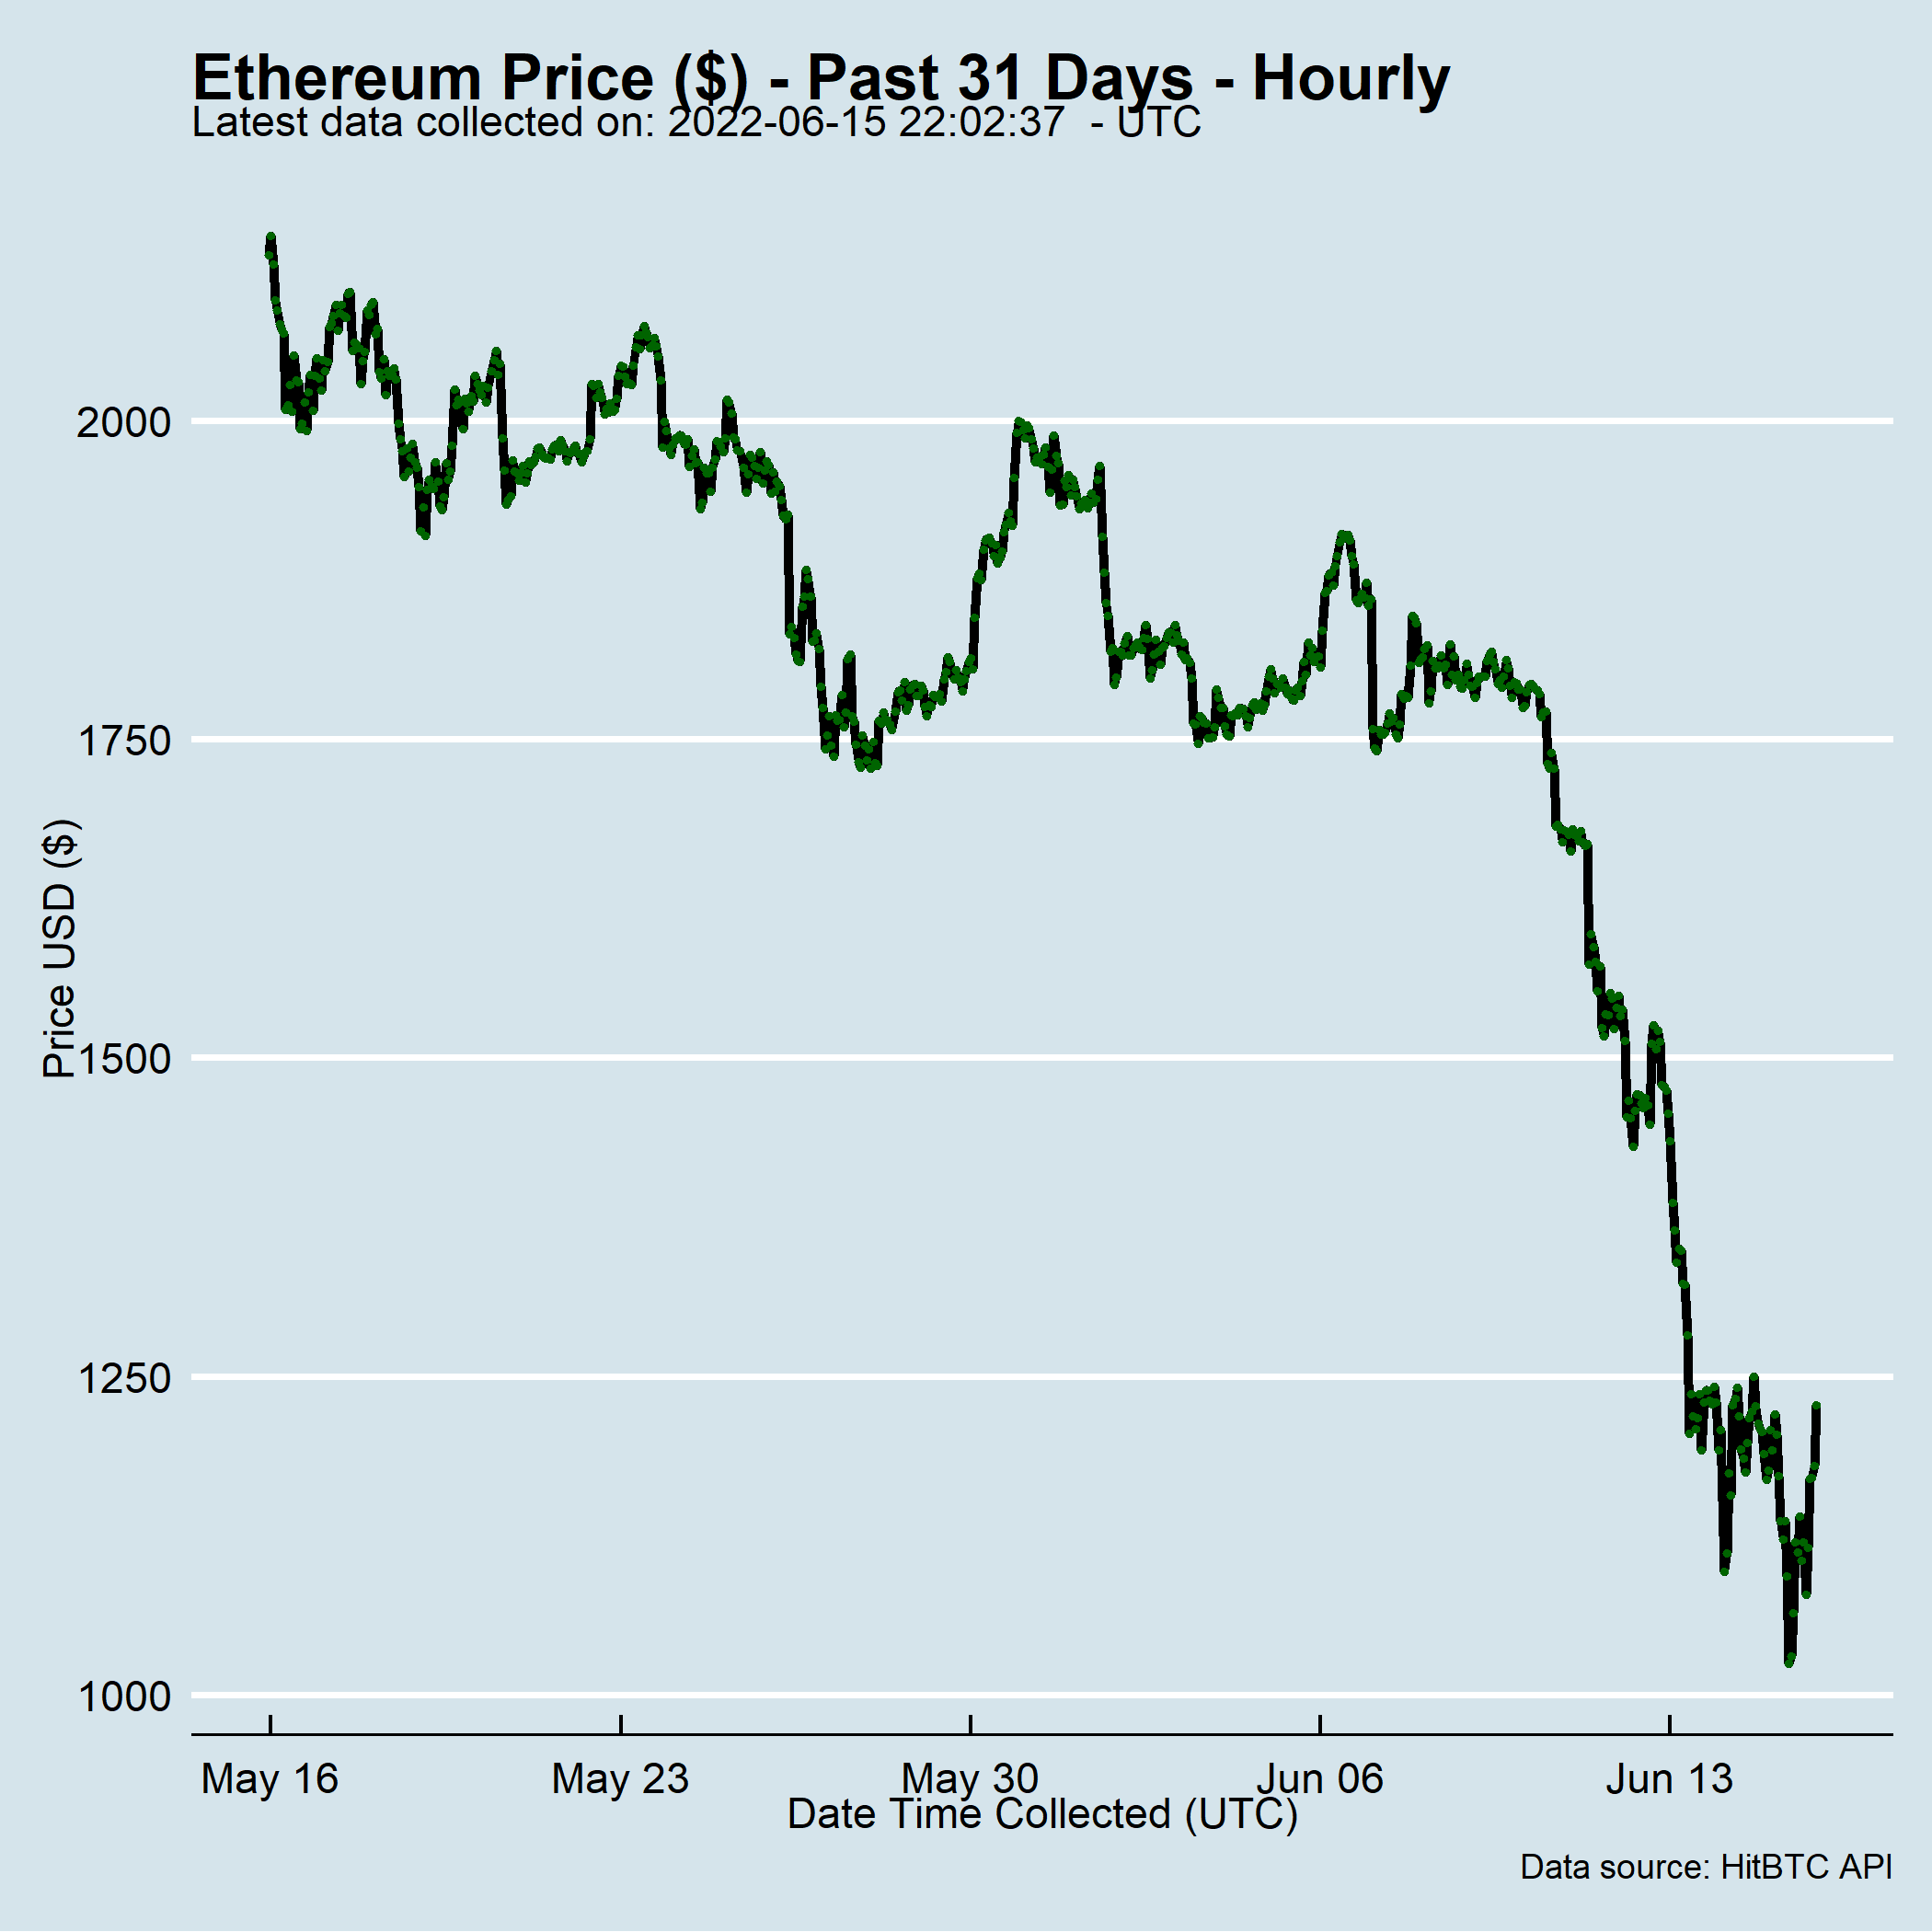 Ethereum Price ($) - Past 31 Days - Hourly
Latest data collected on: 2022-06-15 22:02:37  - UTC
Price USD ($)
2000
1750
1500
1250
1000
May 16 May 23 May 30 Jun 06 Jun 13
Date Time Collected (UTC)
Data source: HitBTC API